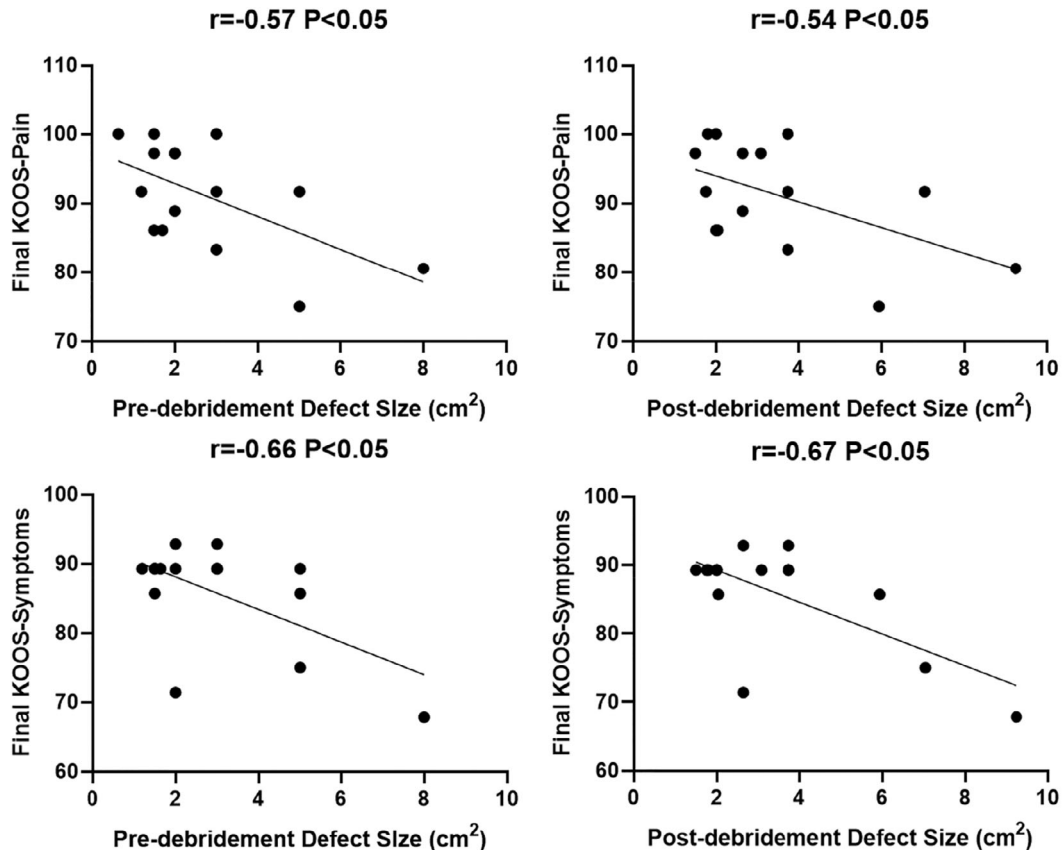 r=-0.57 P<0.05
110
100
90
80
70
Final KOOS-Pain
0 2 4 6 8 10
Pre-debridement Defect SIze (cm²)
r=-0.54 P<0.05
110
100
90
80
70
Final KOOS-Pain
0 2 4 6 8 10
Post-debridement Defect Size (cm²)
r=-0.66 P<0.05
100
90
80
70
60
Final KOOS-Symptoms
0 2 4 6 8 10
Pre-debridement Defect SIze (cm²)
r=-0.67 P<0.05
100
90
80
70
60
Final KOOS-Symptoms
0 2 4 6 8 10
Post-debridement Defect Size (cm²)